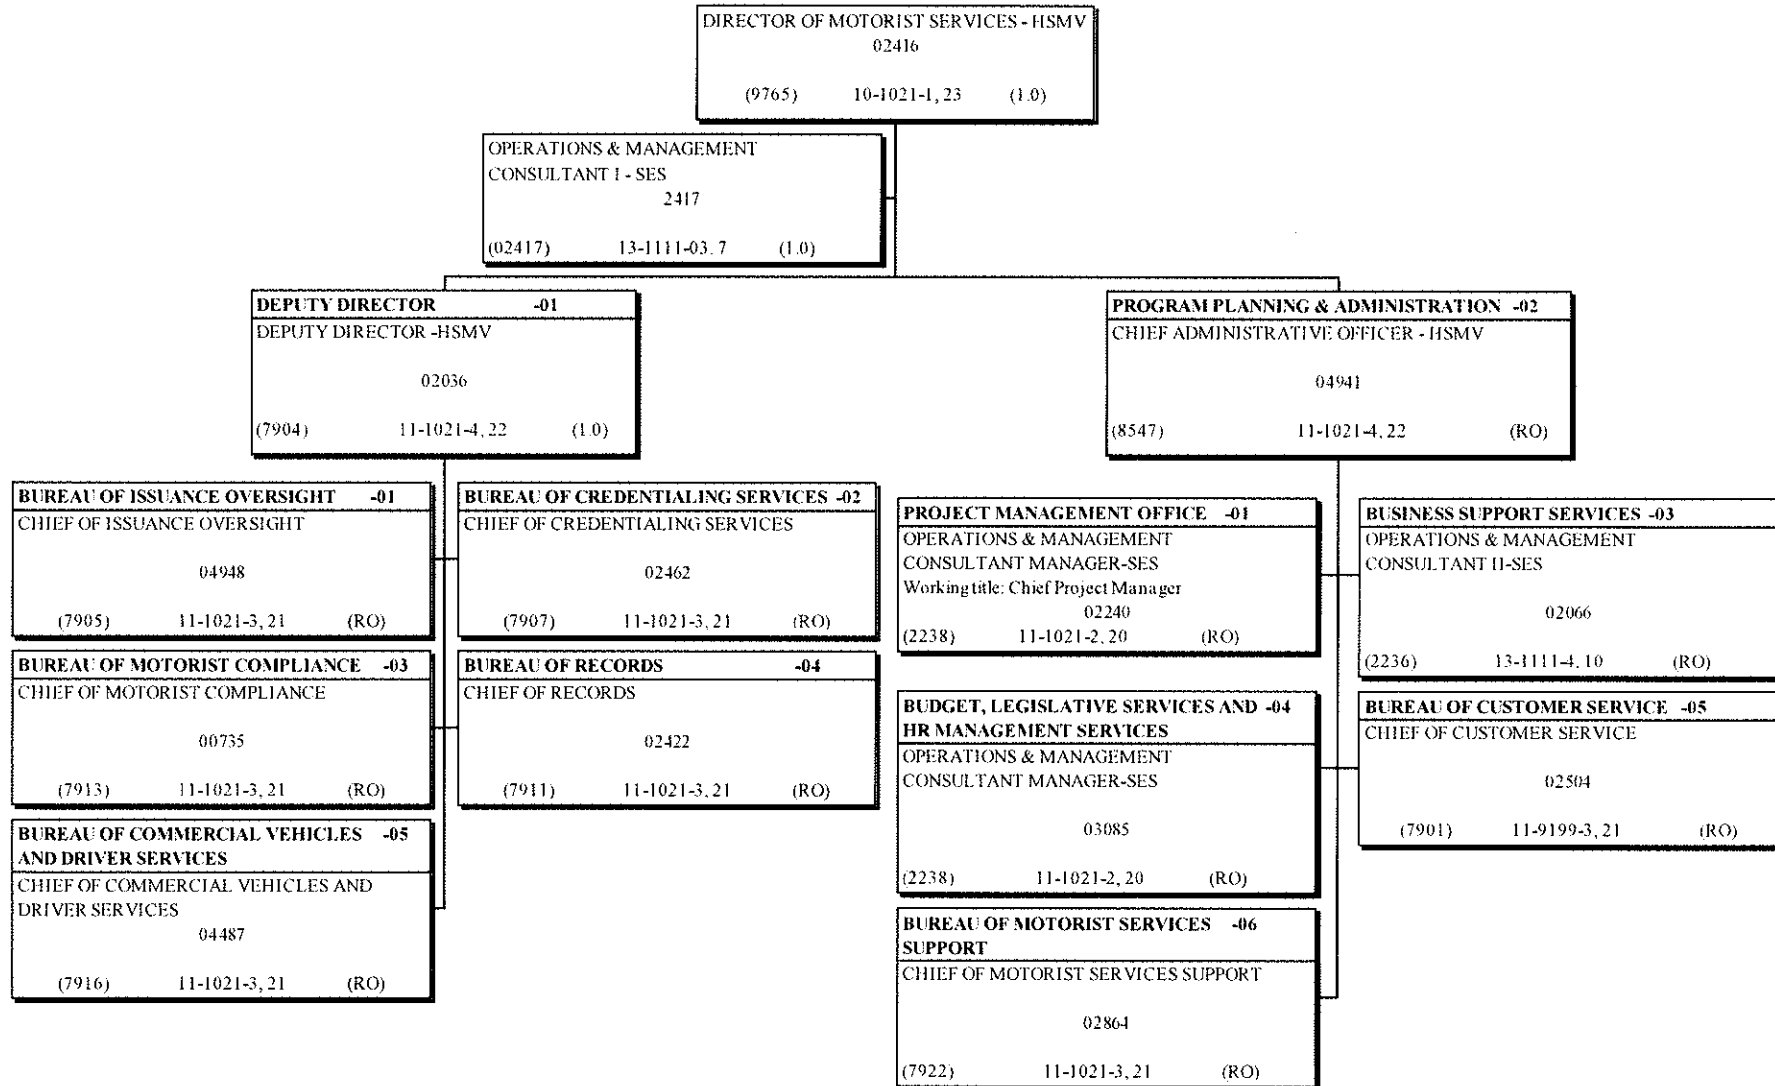 DIRECTOR OF MOTORIST SERVICES - HSMV
02416
(9765) 10-1021-1, 23 (1.0)
OPERATIONS & MANAGEMENT
CONSULTANT I - SES
2417
(02417) 13-1111-03, 7 (1.0)
DEPUTY DIRECTOR -01
DEPUTY DIRECTOR -HSMV
02036
(7904) 11-1021-4, 22 (1.0)
PROGRAM PLANNING & ADMINISTRATION -02
CHIEF ADMINISTRATIVE OFFICER - HSMV
04941
(8547) 11-1021-4, 22 (RO)
BUREAU OF ISSUANCE OVERSIGHT -01
CHIEF OF ISSUANCE OVERSIGHT
04948
(7905) 11-1021-3, 21 (RO)
BUREAU OF CREDENTIALING SERVICES -02
CHIEF OF CREDENTIALING SERVICES
02462
(7907) 11-1021-3, 21 (RO)
BUREAU OF MOTORIST COMPLIANCE -03
CHIEF OF MOTORIST COMPLIANCE
00735
(7913) 11-1021-3, 21 (RO)
BUREAU OF RECORDS -04
CHIEF OF RECORDS
02422
(7911) 11-1021-3, 21 (RO)
BUREAU OF COMMERCIAL VEHICLES -05
AND DRIVER SERVICES
CHIEF OF COMMERCIAL VEHICLES AND
DRIVER SERVICES
04487
(7916) 11-1021-3, 21 (RO)
PROJECT MANAGEMENT OFFICE -01
OPERATIONS & MANAGEMENT
CONSULTANT MANAGER-SES
Working title: Chief Project Manager
02240
(2238) 11-1021-2, 20 (RO)
BUSINESS SUPPORT SERVICES -03
OPERATIONS & MANAGEMENT
CONSULTANT II-SES
02066
(2236) 13-1111-4, 10 (RO)
BUDGET, LEGISLATIVE SERVICES AND -04
HR MANAGEMENT SERVICES
OPERATIONS & MANAGEMENT
CONSULTANT MANAGER-SES
03085
(2238) 11-1021-2, 20 (RO)
BUREAU OF CUSTOMER SERVICE -05
CHIEF OF CUSTOMER SERVICE
02504
(7901) 11-9199-3, 21 (RO)
BUREAU OF MOTORIST SERVICES -06
SUPPORT
CHIEF OF MOTORIST SERVICES SUPPORT
02864
(7922) 11-1021-3, 21 (RO)